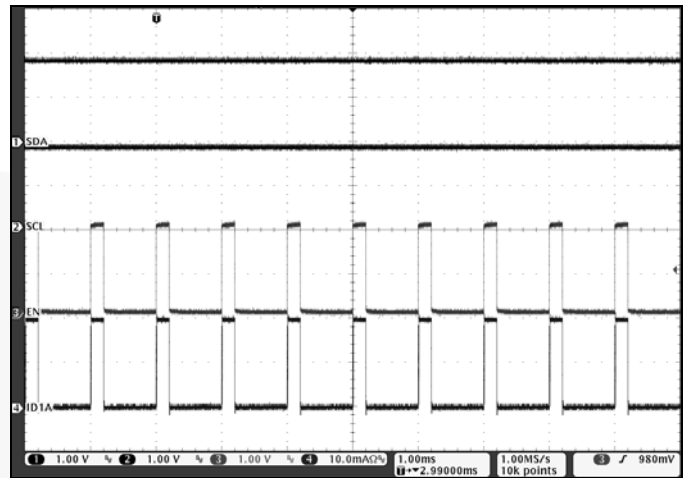 T
1 SDA
2 SCL
3 EN
4 ID1A
1 1.00 V 2 1.00 V 3 1.00 V 4 10.0mAΩ 1.00ms 1.00MS/s 3 980mV
T→▼2.99000ms 10k points